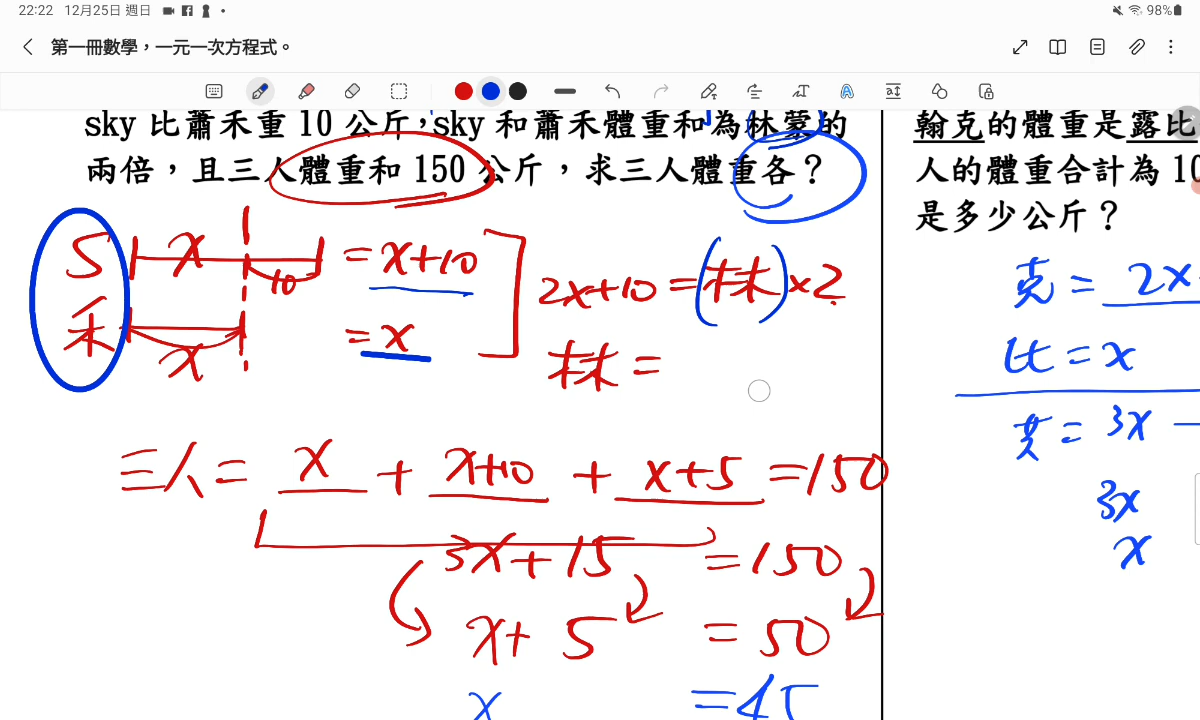 22:22 12月25日 週日 98%
第一冊數學，一元一次方程式。
sky 比蕭禾重 10 公斤，sky 和蕭禾體重和為林蒙的
兩倍，且三人體重和 150 公斤，求三人體重各？
S x 10 = x+10
禾 x = x
2x+10 = (林) x2
林 =
三人 = x + x+10 + x+5 = 150
3x + 15 = 150
x + 5 = 50
x = 45
翰克的體重是露比
人的體重合計為 10
是多少公斤？
克 = 2x
比 = x
共 = 3x
3x
x